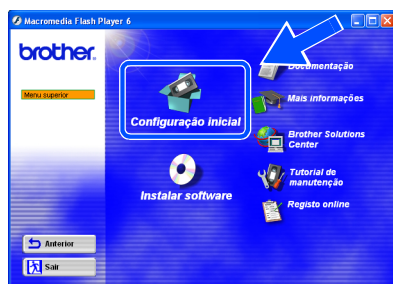 Macromedia Flash Player 6
brother.
Menu superior
Configuração inicial
Instalar software
Documentação
Mais informações
Brother Solutions
Center
Tutorial de
manutenção
Registo online
Anterior
Sair